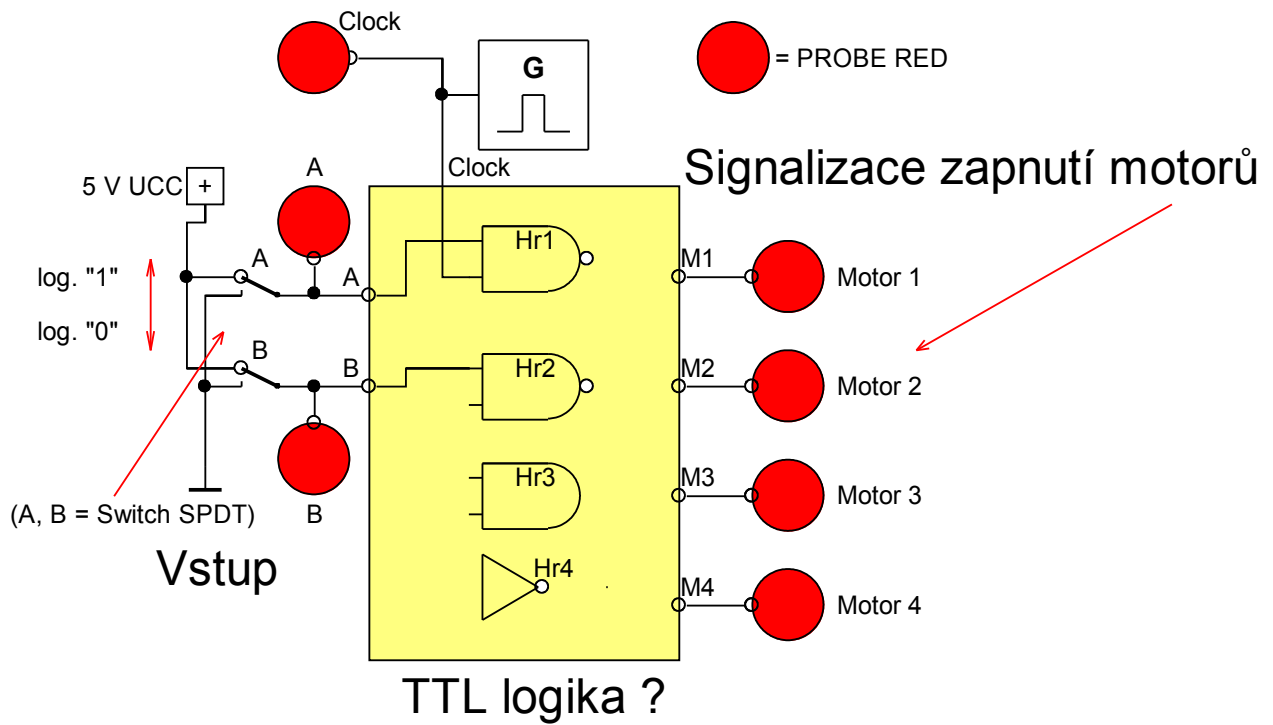 Clock
G
= PROBE RED
Clock
Signalizace zapnutí motorů
A
5 V UCC
+
Hr1
M1
A
A
Motor 1
log. "1"
log. "0"
B
B
Hr2
M2
Motor 2
Hr3
M3
Motor 3
(A, B = Switch SPDT)
B
Vstup
Hr4
M4
Motor 4
TTL logika ?